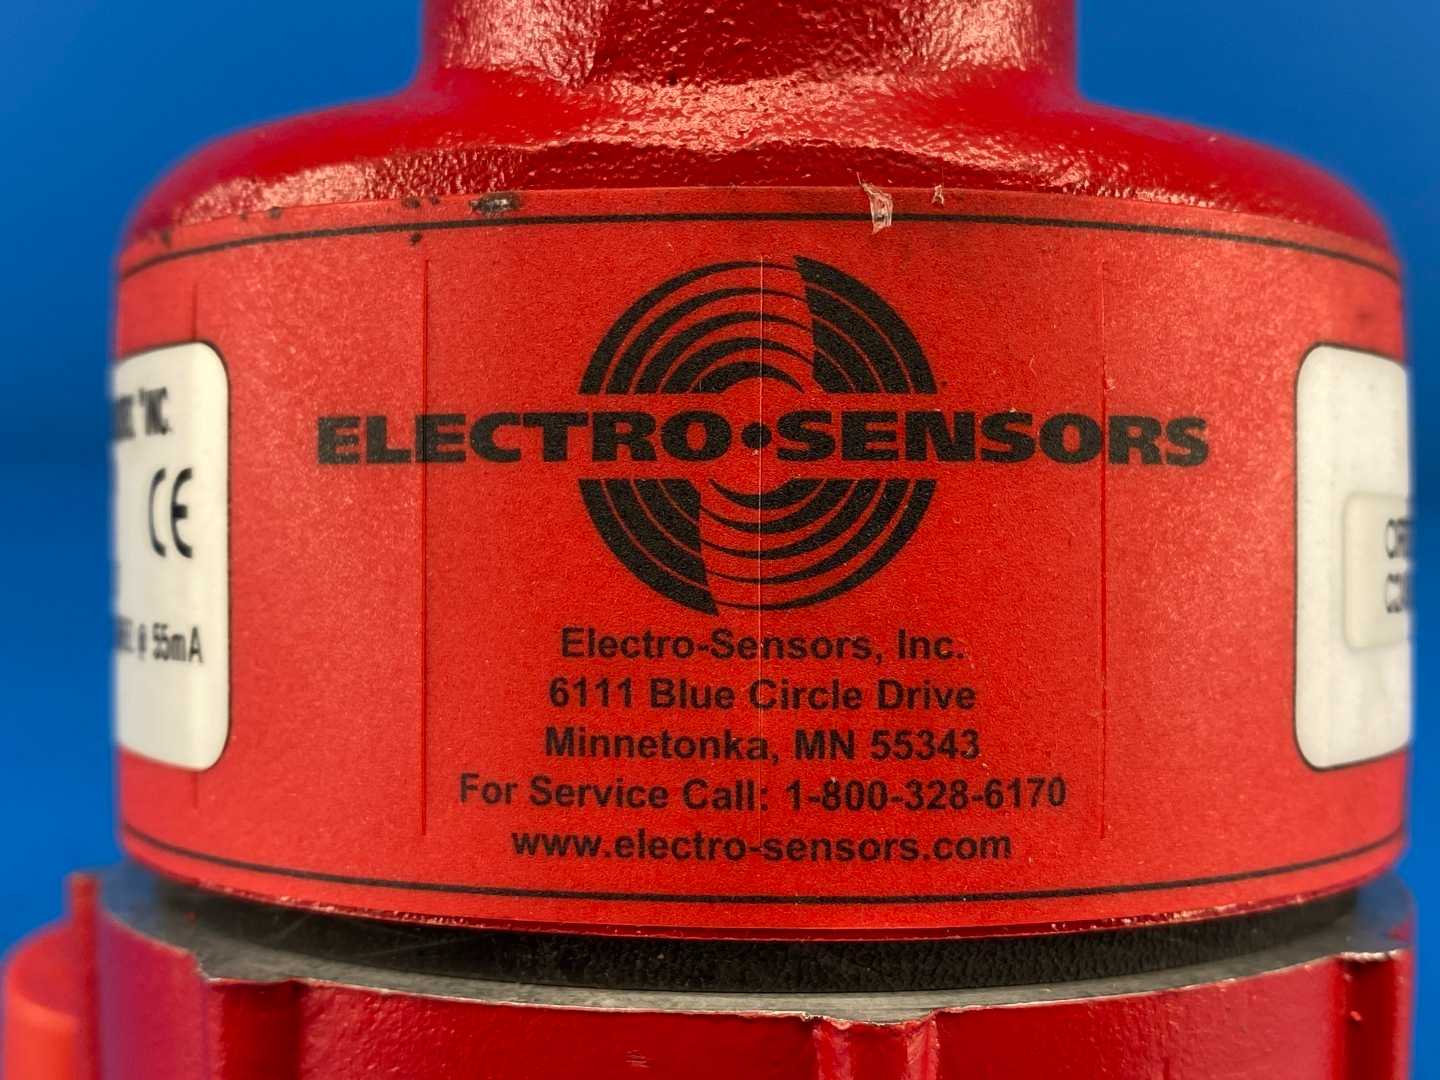 ELECTRO·SENSORS
Electro-Sensors, Inc.
6111 Blue Circle Drive
Minnetonka, MN 55343
For Service Call: 1-800-328-6170
www.electro-sensors.com
CE
@ 55mA